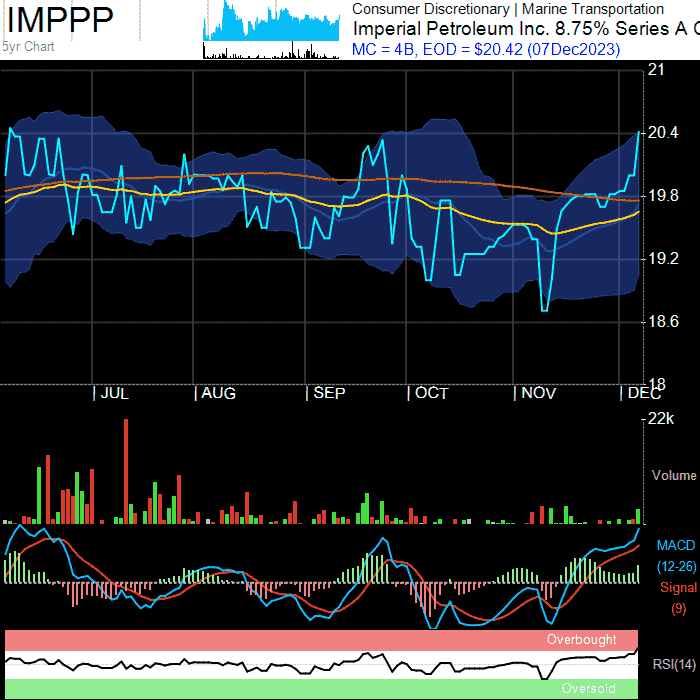 IMPPP
5yr Chart
Consumer Discretionary | Marine Transportation
Imperial Petroleum Inc. 8.75% Series A C
MC = 4B, EOD = $20.42 (07Dec2023)
21
20.4
19.8
19.2
18.6
18
JUL AUG SEP OCT NOV DEC
22k
Volume
MACD
(12-26)
Signal
(9)
Overbought
RSI(14)
Oversold